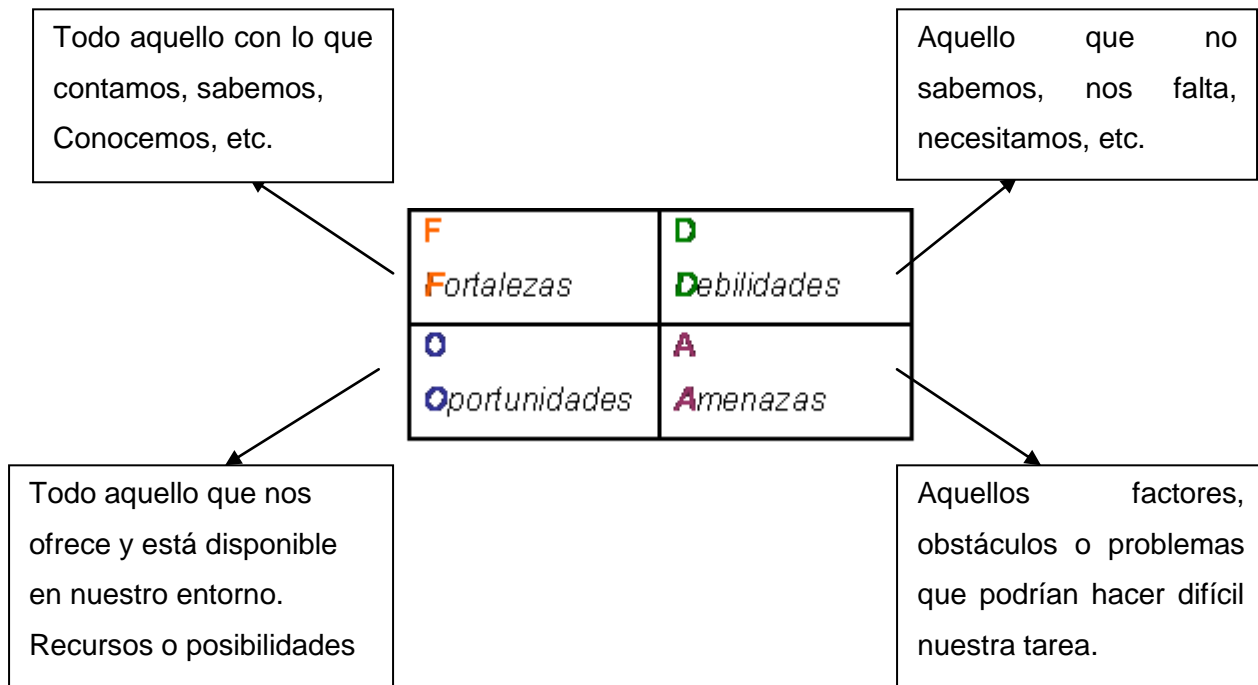 Todo aquello con lo que
contamos, sabemos,
Conocemos, etc.
Aquello que no
sabemos, nos falta,
necesitamos, etc.
F
Fortalezas
D
Debilidades
O
Oportunidades
A
Amenazas
Todo aquello que nos
ofrece y está disponible
en nuestro entorno.
Recursos o posibilidades
Aquellos factores,
obstáculos o problemas
que podrían hacer difícil
nuestra tarea.